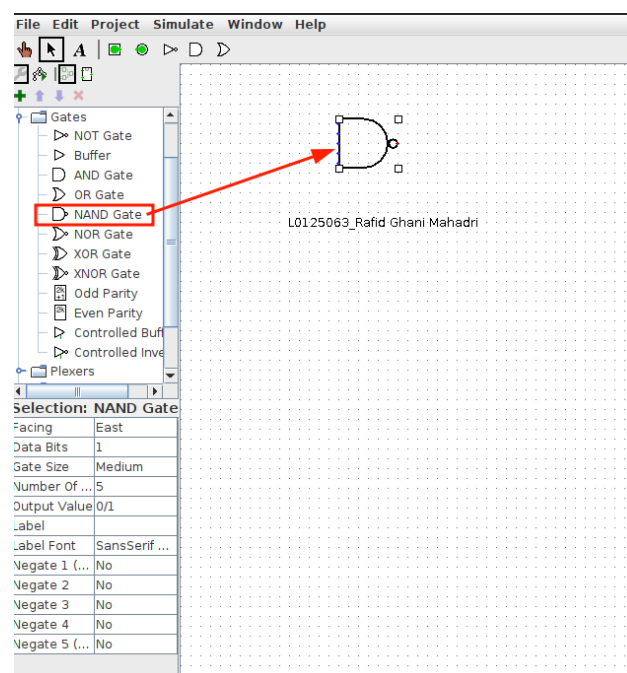 File Edit Project Simulate Window Help
A
Gates
NOT Gate
Buffer
AND Gate
OR Gate
NAND Gate
NOR Gate
XOR Gate
XNOR Gate
Odd Parity
Even Parity
Controlled Buff
Controlled Inve
Plexers
L0125063_Rafid Ghani Mahadri
Selection: NAND Gate
Facing East
Data Bits 1
Gate Size Medium
Number Of ... 5
Output Value 0/1
Label
Label Font SansSerif ...
Negate 1 (... No
Negate 2 No
Negate 3 No
Negate 4 No
Negate 5 (... No